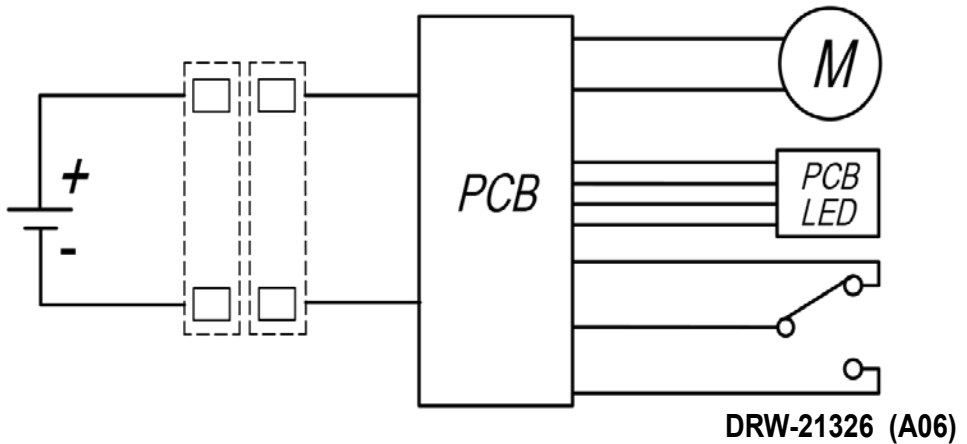 M
+
-
PCB
PCB
LED
DRW-21326 (A06)